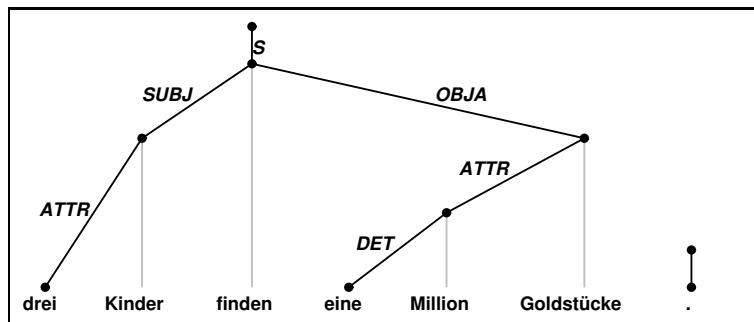 S
SUBJ OBJA
ATTR ATTR
DET
drei Kinder finden eine Million Goldstücke .